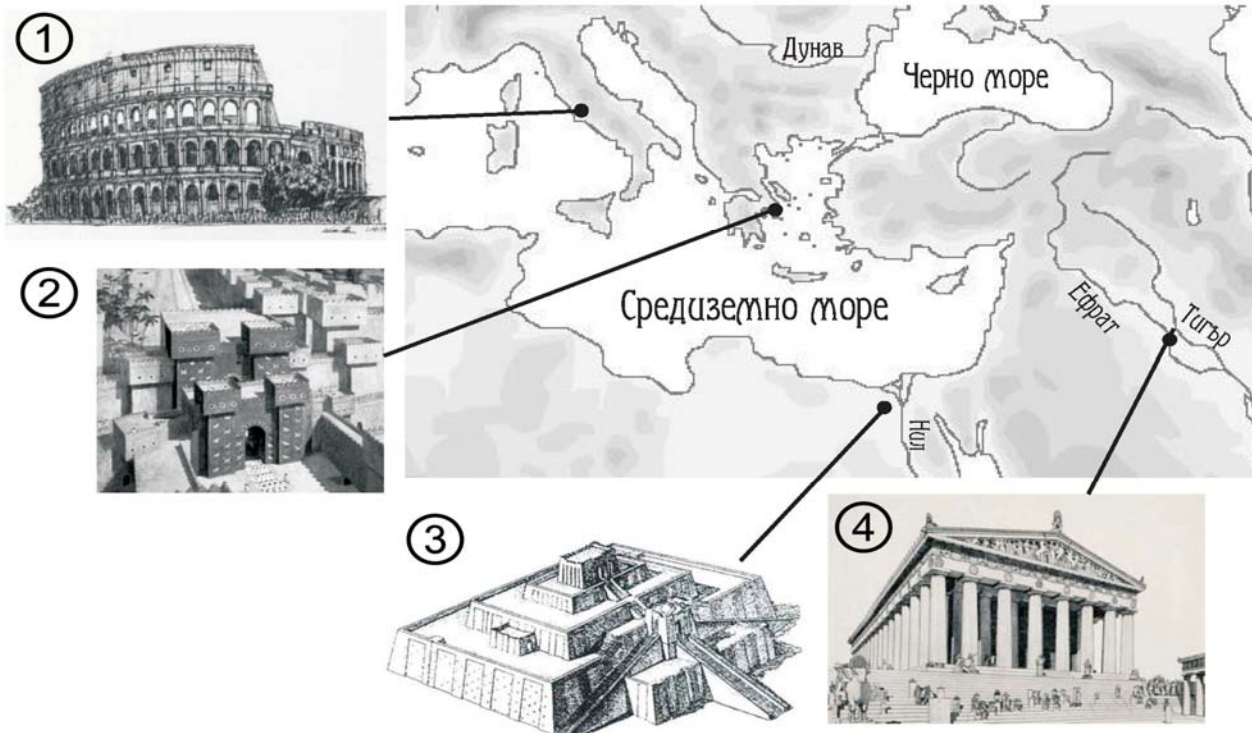 1
Дунав
Черно море
2
Средиземно море
Ефрат
Тигър
Нил
3
4